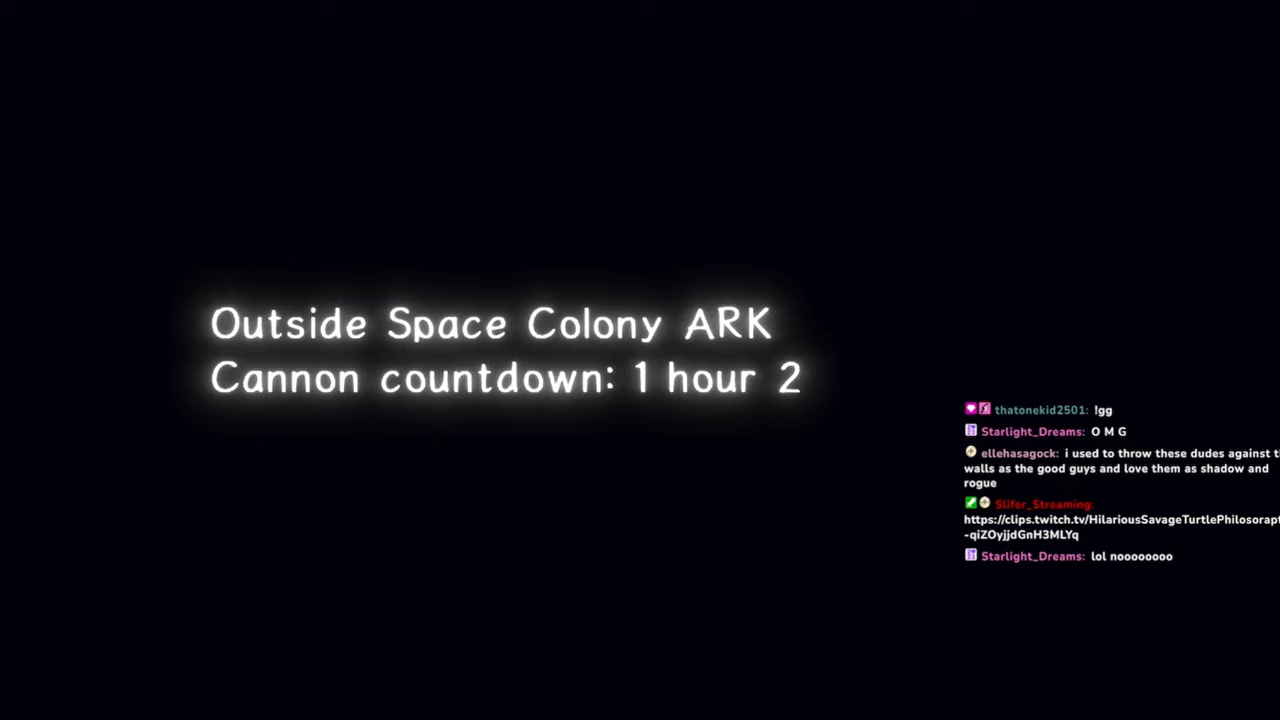 Outside Space Colony ARK
Cannon countdown: 1 hour 2
thatonekid2501: !gg
Starlight_Dreams: O M G
ellehasagock: i used to throw these dudes against t
walls as the good guys and love them as shadow and
rogue
Slifer_Streaming:
https://clips.twitch.tv/HilariousSavageTurtlePhilosorapt
-qiZOyjjdGnH3MLYq
Starlight_Dreams: lol noooooooo